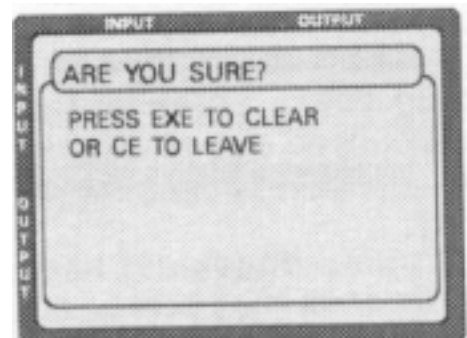 INPUT OUTPUT
INPUT
OUTPUT
ARE YOU SURE?
PRESS EXE TO CLEAR
OR CE TO LEAVE